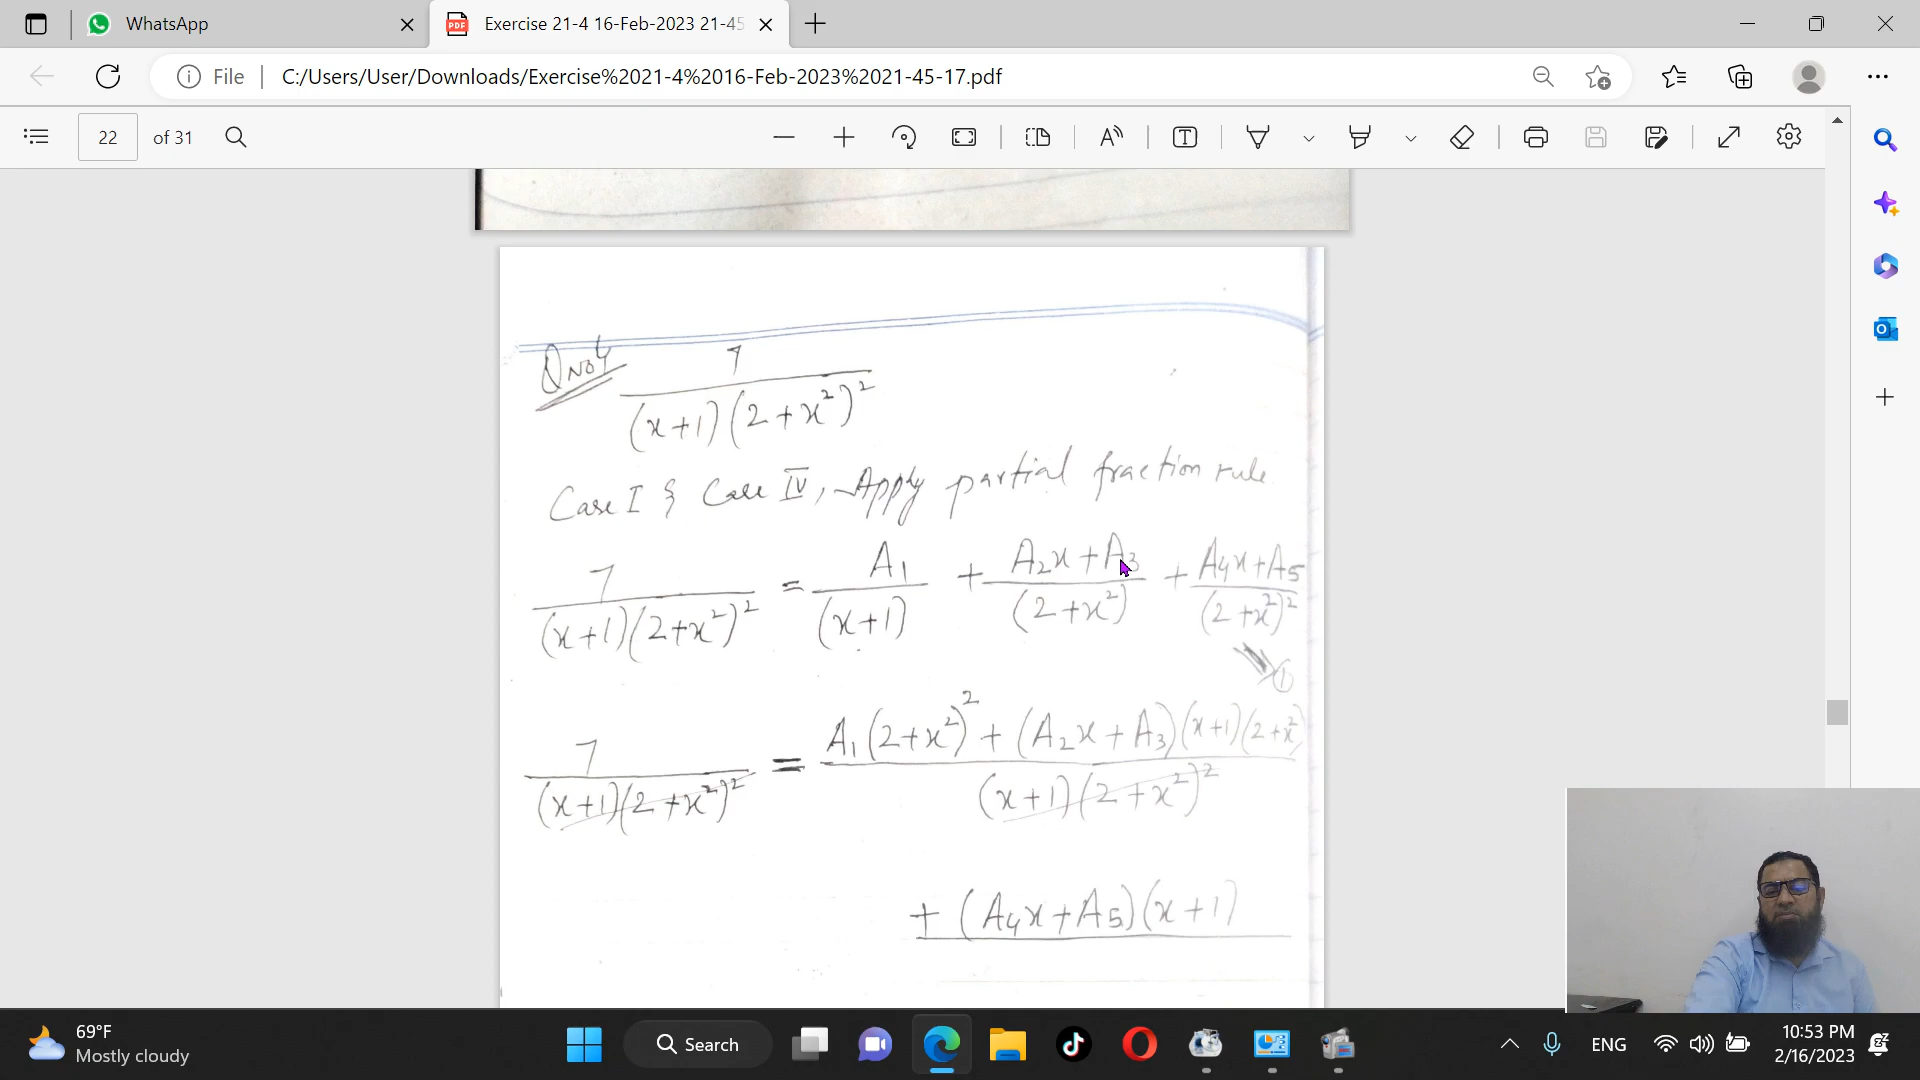 WhatsApp
Exercise 21-4 16-Feb-2023 21-45
File
C:/Users/User/Downloads/Exercise%2021-4%2016-Feb-2023%2021-45-17.pdf
22 of 31
Q No 4 7 / (x+1)(2+x²)²
Case I & Case IV, Apply partial fraction rule
7 / (x+1)(2+x²)² = A₁ / (x+1) + A₂x+A₃ / (2+x²) + A₄x+A₅ / (2+x²)²
①
7 / (x+1)(2+x²)² = A₁(2+x²)² + (A₂x+A₃)(x+1)(2+x²) / (x+1)(2+x²)²
+ (A₄x+A₅)(x+1)
69°F
Mostly cloudy
Search
ENG
10:53 PM
2/16/2023